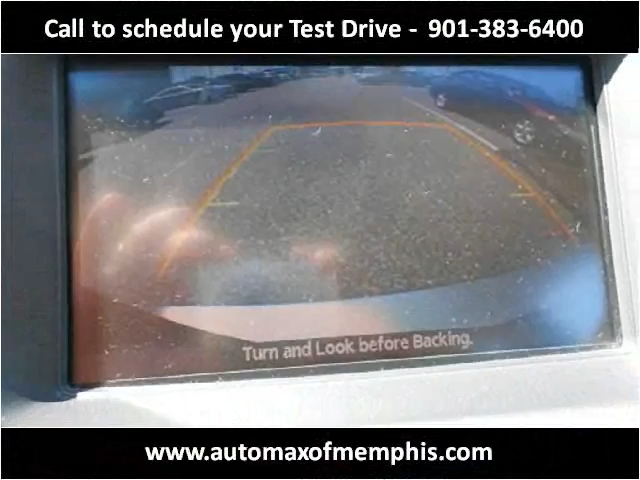 Call to schedule your Test Drive - 901-383-6400
Turn and Look before Backing.
www.automaxofmemphis.com